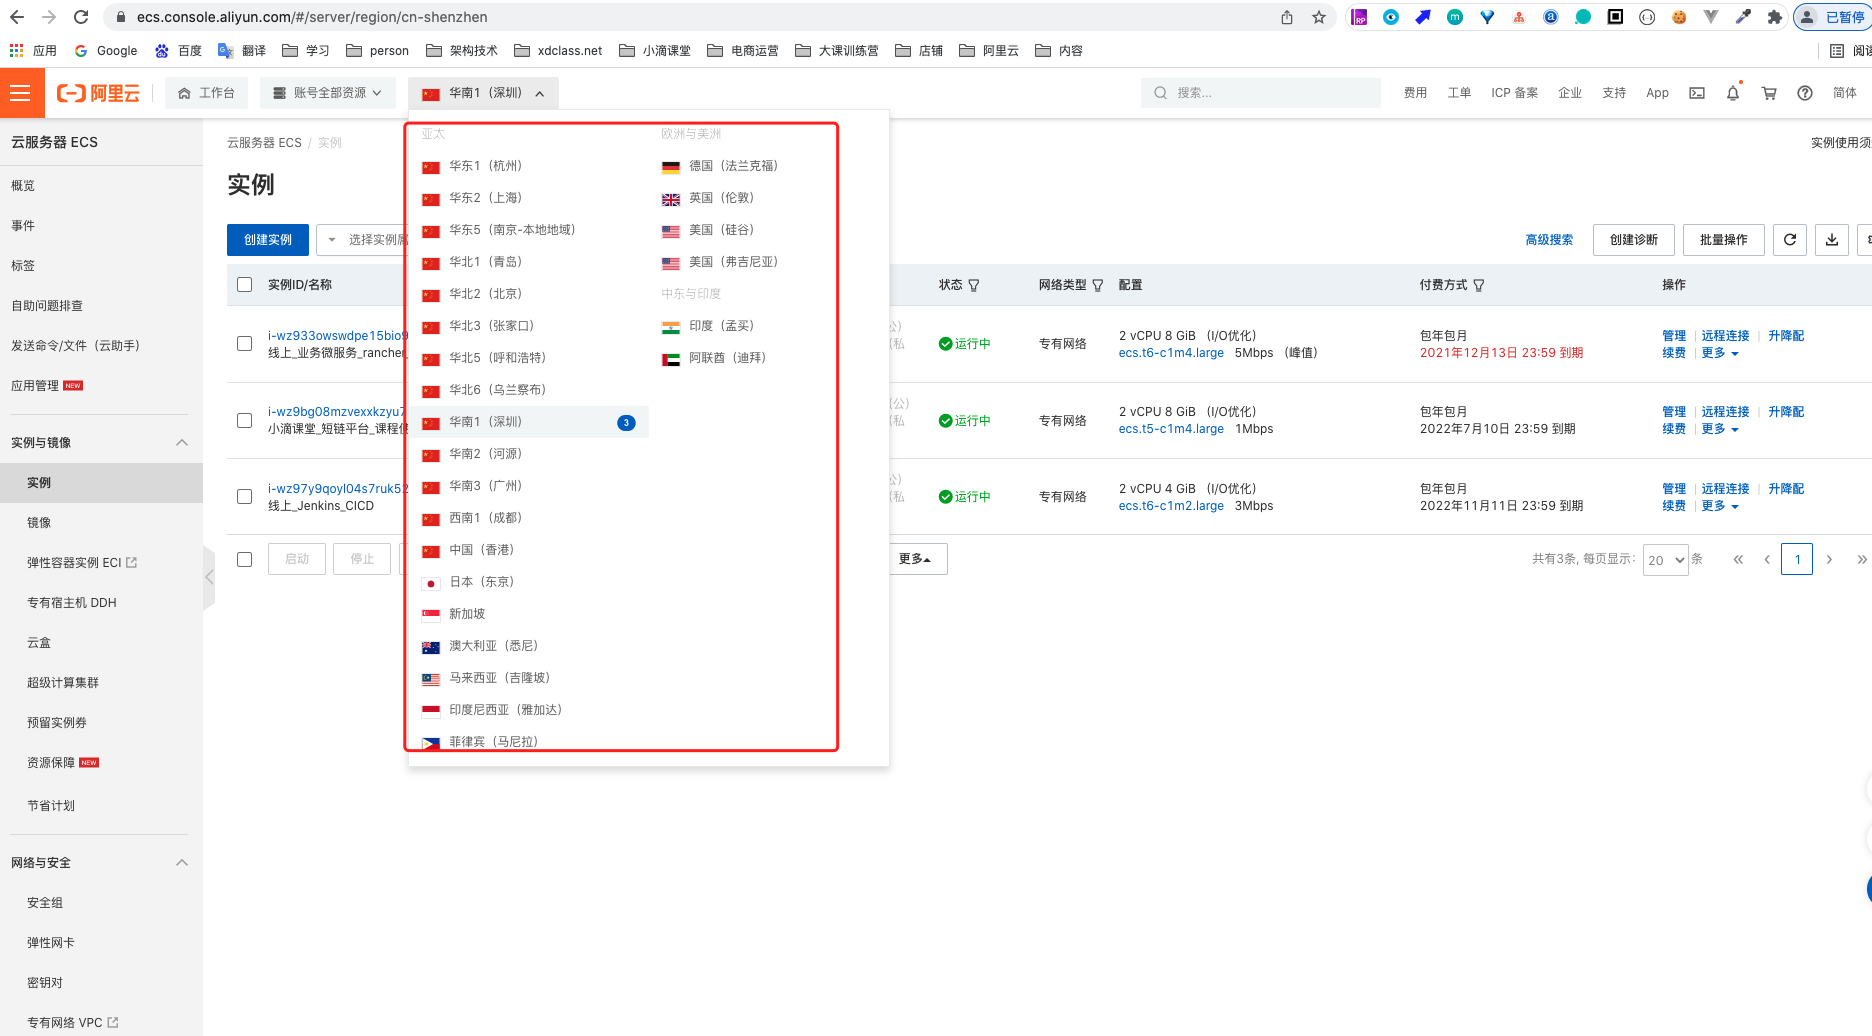 ecs.console.aliyun.com/#/server/region/cn-shenzhen
已暂停
应用 Google 百度 翻译 学习 person 架构技术 xdclass.net 小滴课堂 电商运营 大课训练营 店铺 阿里云 内容
阿里云 工作台 账号全部资源 华南1（深圳） 搜索... 费用 工单 ICP 备案 企业 支持 App 简体
云服务器 ECS
概览
事件
标签
自助问题排查
发送命令/文件（云助手）
应用管理 NEW
实例与镜像
实例
镜像
弹性容器实例 ECI
专有宿主机 DDH
云盒
超级计算集群
预留实例券
资源保障 NEW
节省计划
网络与安全
安全组
弹性网卡
密钥对
专有网络 VPC
云服务器 ECS / 实例
实例使用须
实例
创建实例 选择实例属
高级搜索 创建诊断 批量操作
亚太
华东1（杭州）
华东2（上海）
华东5（南京-本地地域）
华北1（青岛）
华北2（北京）
华北3（张家口）
华北5（呼和浩特）
华北6（乌兰察布）
华南1（深圳） 3
华南2（河源）
华南3（广州）
西南1（成都）
中国（香港）
日本（东京）
新加坡
澳大利亚（悉尼）
马来西亚（吉隆坡）
印度尼西亚（雅加达）
菲律宾（马尼拉）
欧洲与美洲
德国（法兰克福）
英国（伦敦）
美国（硅谷）
美国（弗吉尼亚）
中东与印度
印度（孟买）
阿联酋（迪拜）
实例ID/名称 状态 网络类型 配置 付费方式 操作
i-wz933owswdpe15bio9
线上_业务微服务_rancher
运行中 专有网络
2 vCPU 8 GiB （I/O优化）
ecs.t6-c1m4.large 5Mbps （峰值）
包年包月
2021年12月13日 23:59 到期
管理 远程连接 升降配
续费 更多
i-wz9bg08mzvexxkzyu7
小滴课堂_短链平台_课程使
（公）
（私
运行中 专有网络
2 vCPU 8 GiB （I/O优化）
ecs.t5-c1m4.large 1Mbps
包年包月
2022年7月10日 23:59 到期
管理 远程连接 升降配
续费 更多
i-wz97y9qoyl04s7ruk52
线上_Jenkins_CICD
运行中 专有网络
2 vCPU 4 GiB （I/O优化）
ecs.t6-c1m2.large 3Mbps
包年包月
2022年11月11日 23:59 到期
管理 远程连接 升降配
续费 更多
启动 停止 更多
共有3条, 每页显示: 20 条 « ‹ 1 › »